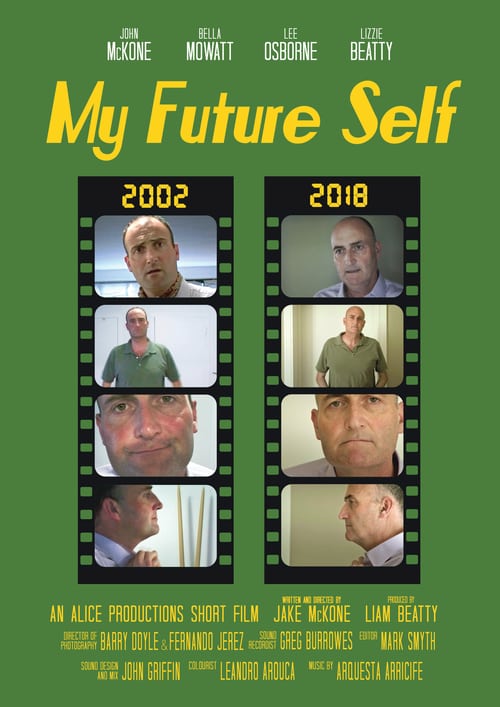 JOHN McKONE BELLA MOWATT LEE OSBORNE LIZZIE BEATTY
My Future Self
2002 2018
AN ALICE PRODUCTIONS SHORT FILM WRITTEN AND DIRECTED BY JAKE McKONE PRODUCED BY LIAM BEATTY
DIRECTOR OF PHOTOGRAPHY BARRY DOYLE & FERNANDO JEREZ SOUND RECORDIST GREG BURROWES EDITOR MARK SMYTH
SOUND DESIGN AND MIX JOHN GRIFFIN COLOURIST LEANDRO AROUCA MUSIC BY ARQUESTA ARRICIFE